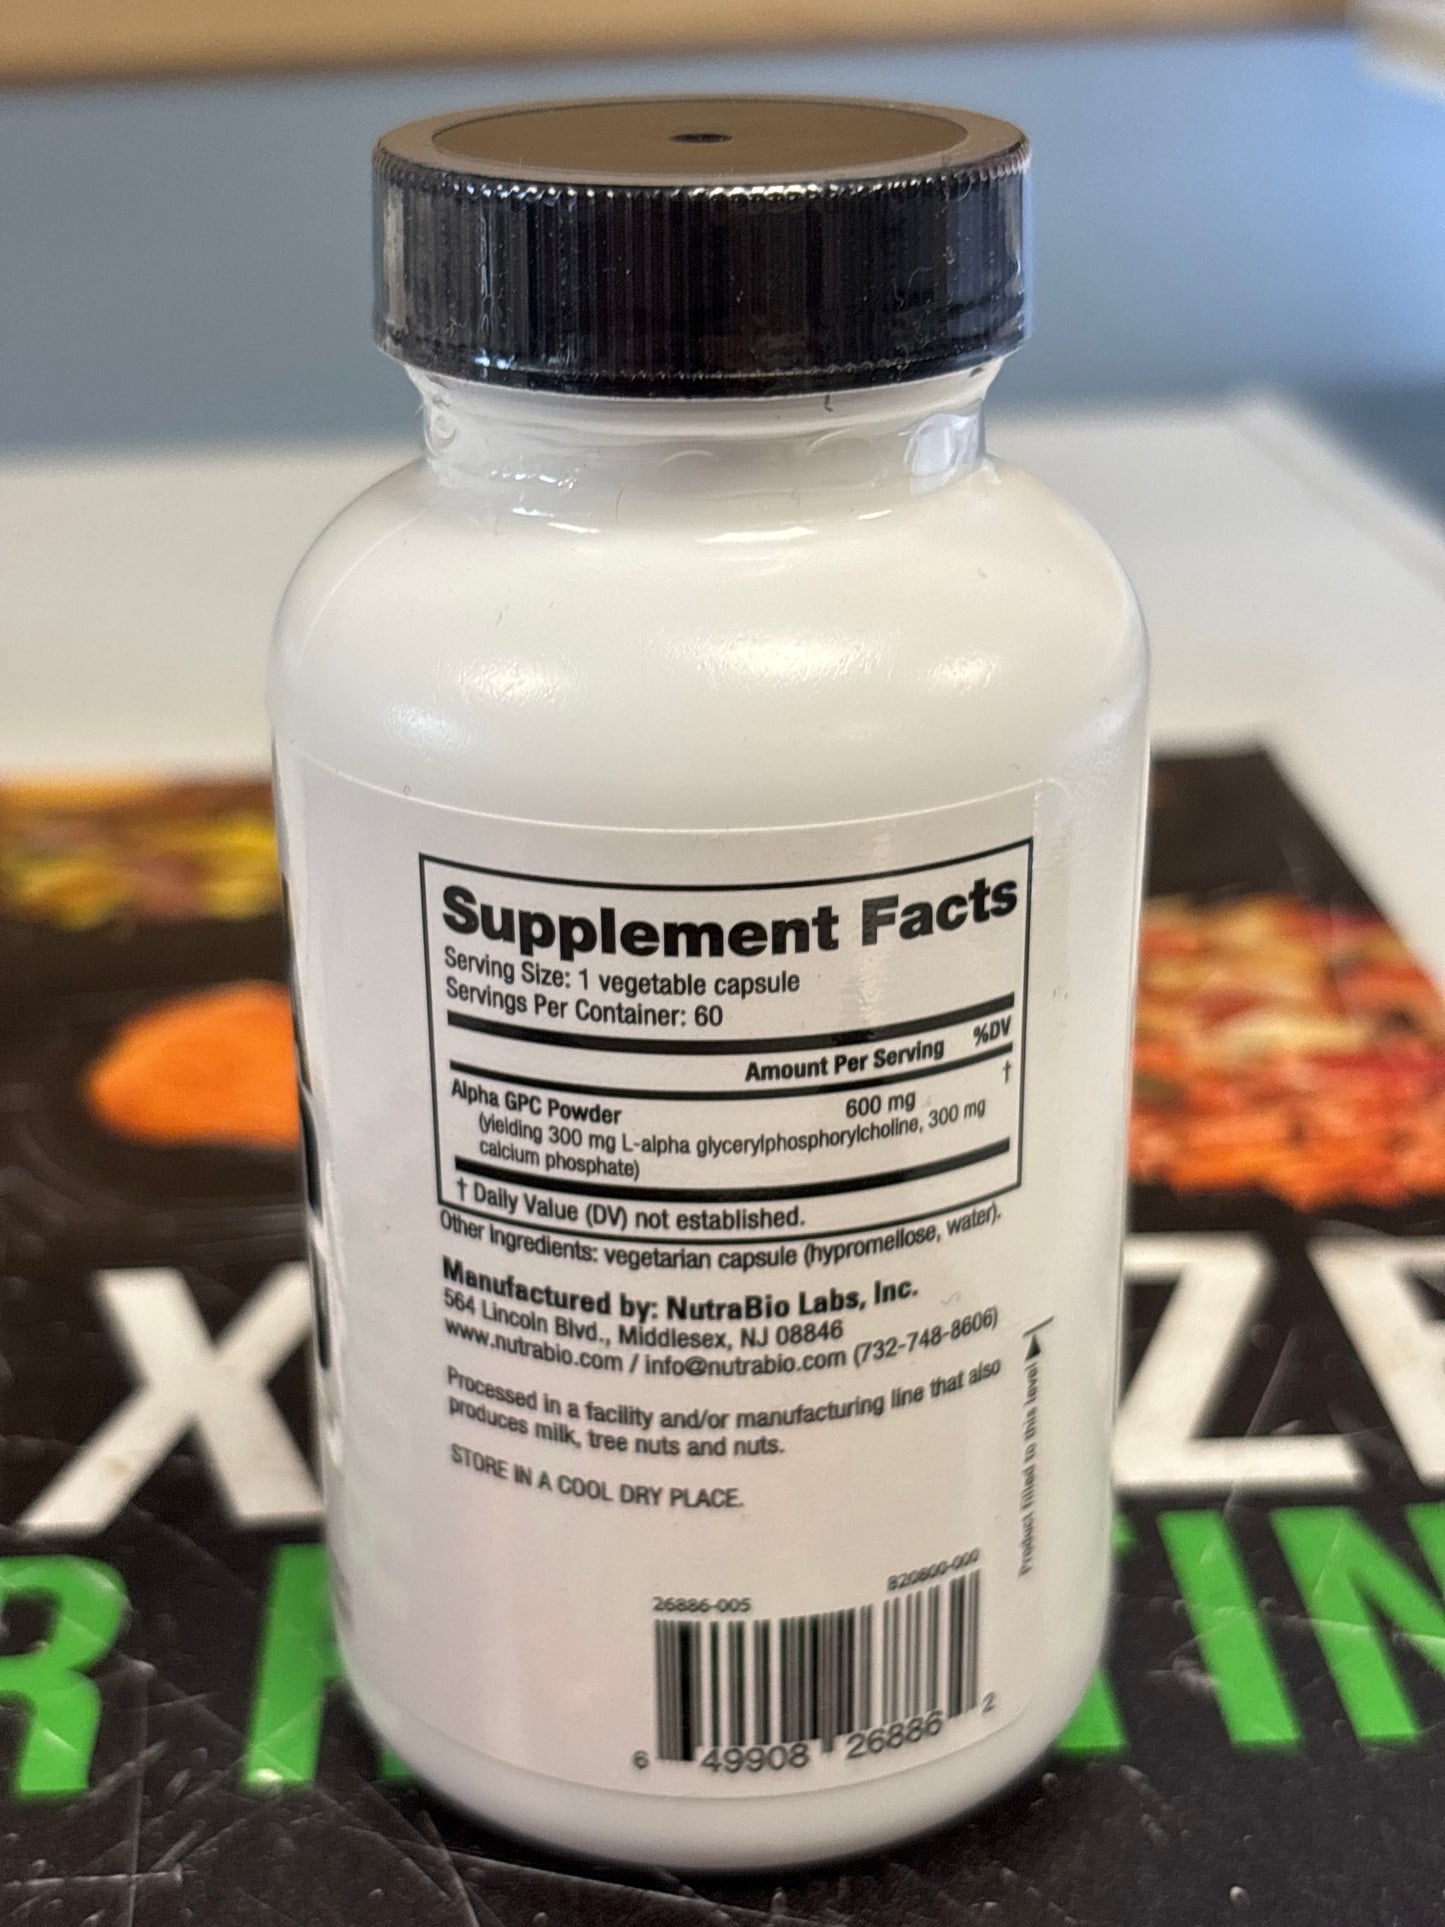 Supplement Facts
Serving Size: 1 vegetable capsule
Servings Per Container: 60
Amount Per Serving %DV
Alpha GPC Powder 600 mg †
(yielding 300 mg L-alpha glycerylphosphorylcholine, 300 mg
calcium phosphate)
† Daily Value (DV) not established.
Other Ingredients: vegetarian capsule (hypromellose, water).
Manufactured by: NutraBio Labs, Inc.
564 Lincoln Blvd., Middlesex, NJ 08846
www.nutrabio.com / info@nutrabio.com (732-748-8606)
Processed in a facility and/or manufacturing line that also
produces milk, tree nuts and nuts.
STORE IN A COOL DRY PLACE.
Product filled to this level
26886-005 B20800-000
6 49908 26886 2